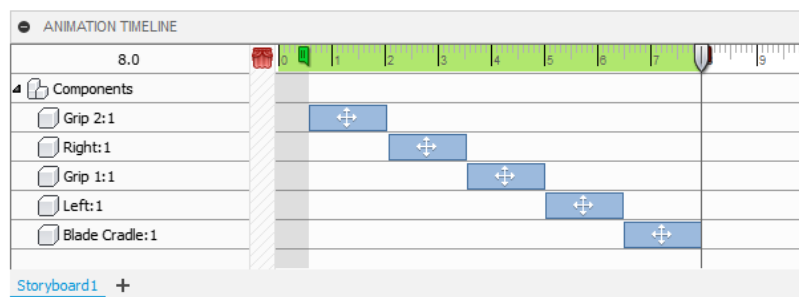 ANIMATION TIMELINE
8.0 0 1 2 3 4 5 6 7 9
Components
Grip 2:1
Right:1
Grip 1:1
Left:1
Blade Cradle:1
Storyboard1 +